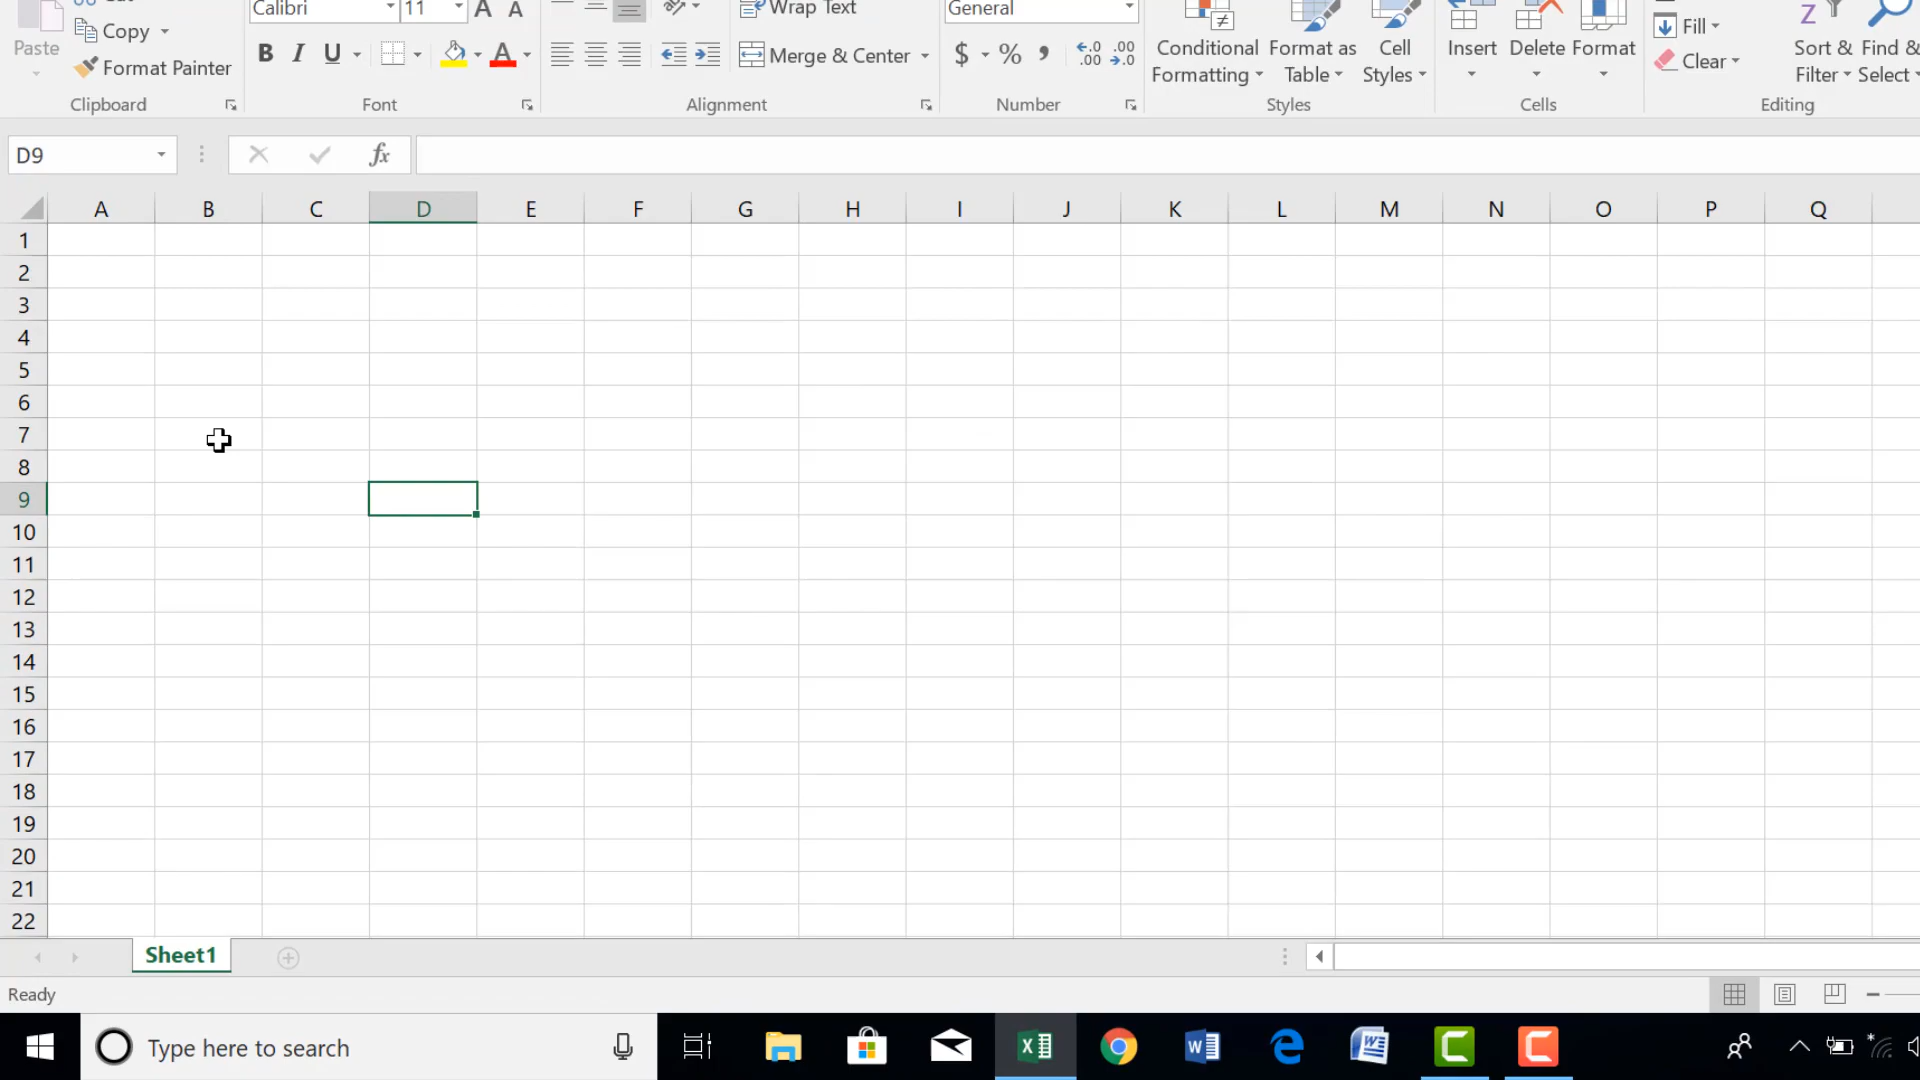 Calibri 11 A A Wrap Text General
Paste Copy Format Painter
B I U A Merge & Center $ % , Conditional Formatting Format as Table Cell Styles Insert Delete Format Fill Clear Sort & Filter Find & Select
Clipboard Font Alignment Number Styles Cells Editing
D9 fx
A B C D E F G H I J K L M N O P Q
1
2
3
4
5
6
7
8
9
10
11
12
13
14
15
16
17
18
19
20
21
22
Sheet1
Ready
Type here to search